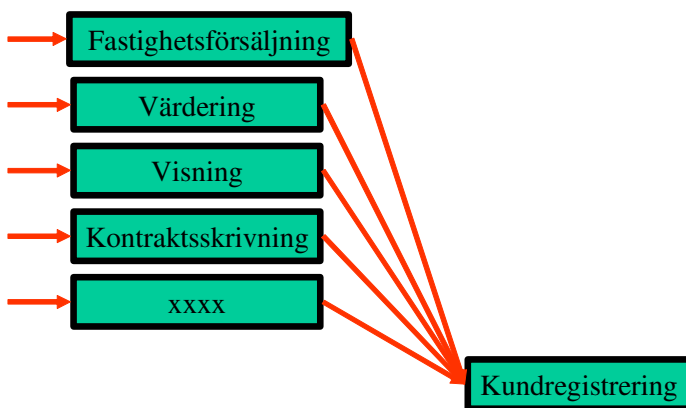 Fastighetsförsäljning
Värdering
Visning
Kontraktsskrivning
xxxx
Kundregistrering